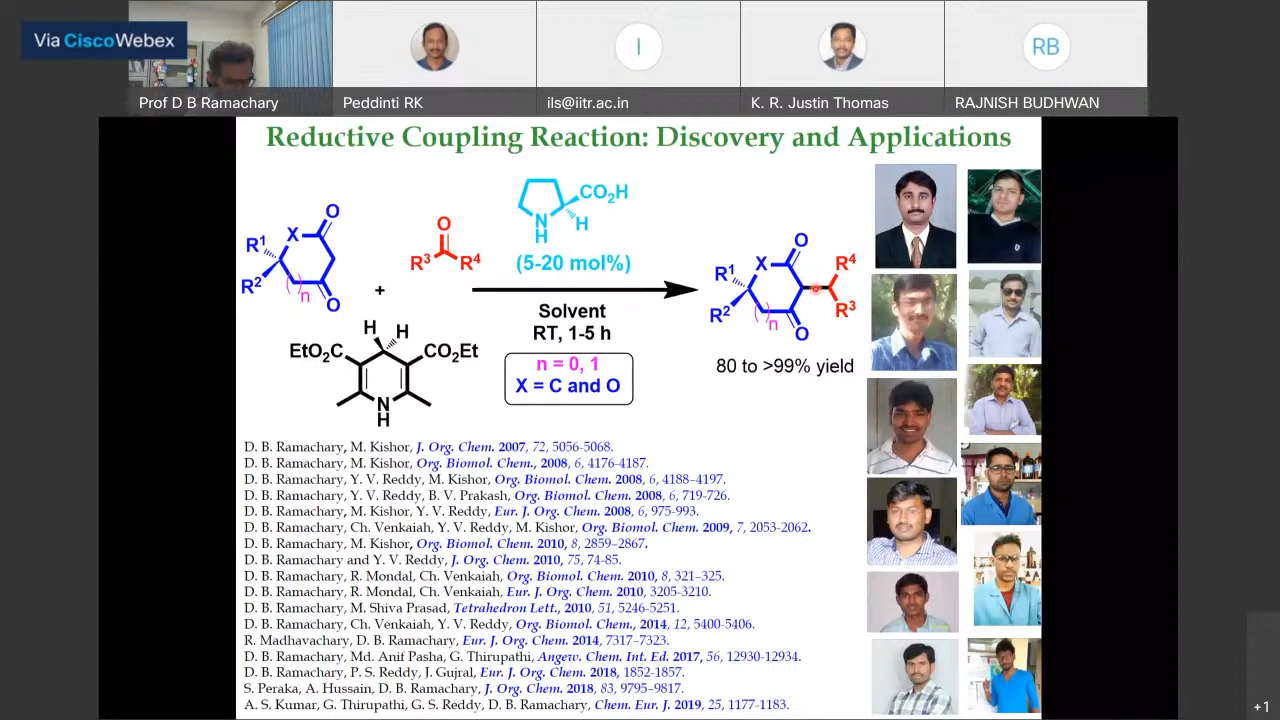 Via Cisco Webex
Prof D B Ramachary
Peddinti RK
I
ils@iitr.ac.in
K. R. Justin Thomas
RB
RAJNISH BUDHWAN
Reductive Coupling Reaction: Discovery and Applications
O
X
R¹
R²
( )n
O
+
O
R³ R⁴
H H
EtO₂C CO₂Et
N
H
CO₂H
N H
H
(5-20 mol%)
Solvent
RT, 1-5 h
n = 0, 1
X = C and O
O
X R⁴
R¹
R² R³
( )n
O
80 to >99% yield
D. B. Ramachary, M. Kishor, J. Org. Chem. 2007, 72, 5056-5068.
D. B. Ramachary, M. Kishor, Org. Biomol. Chem., 2008, 6, 4176-4187.
D. B. Ramachary, Y. V. Reddy, M. Kishor, Org. Biomol. Chem. 2008, 6, 4188–4197.
D. B. Ramachary, Y. V. Reddy, B. V. Prakash, Org. Biomol. Chem. 2008, 6, 719-726.
D. B. Ramachary, M. Kishor, Y. V. Reddy, Eur. J. Org. Chem. 2008, 6, 975-993.
D. B. Ramachary, Ch. Venkaiah, Y. V. Reddy, M. Kishor, Org. Biomol. Chem. 2009, 7, 2053-2062.
D. B. Ramachary, M. Kishor, Org. Biomol. Chem. 2010, 8, 2859–2867.
D. B. Ramachary and Y. V. Reddy, J. Org. Chem. 2010, 75, 74-85.
D. B. Ramachary, R. Mondal, Ch. Venkaiah, Org. Biomol. Chem. 2010, 8, 321–325.
D. B. Ramachary, R. Mondal, Ch. Venkaiah, Eur. J. Org. Chem. 2010, 3205-3210.
D. B. Ramachary, M. Shiva Prasad, Tetrahedron Lett., 2010, 51, 5246-5251.
D. B. Ramachary, Ch. Venkaiah, Y. V. Reddy, Org. Biomol. Chem., 2014, 12, 5400-5406.
R. Madhavachary, D. B. Ramachary, Eur. J. Org. Chem. 2014, 7317–7323.
D. B. Ramachary, Md. Anif Pasha, G. Thirupathi, Angew. Chem. Int. Ed. 2017, 56, 12930-12934.
D. B. Ramachary, P. S. Reddy, J. Gujral, Eur. J. Org. Chem. 2018, 1852-1857.
S. Peraka, A. Hussain, D. B. Ramachary, J. Org. Chem. 2018, 83, 9795–9817.
A. S. Kumar, G. Thirupathi, G. S. Reddy, D. B. Ramachary, Chem. Eur. J. 2019, 25, 1177-1183.
+1